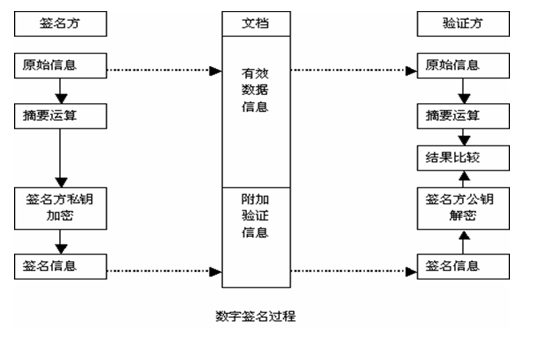 签名方
原始信息
摘要运算
签名方私钥
加密
签名信息
文档
有效
数据
信息
附加
验证
信息
验证方
原始信息
摘要运算
结果比较
签名方公钥
解密
签名信息
数字签名过程